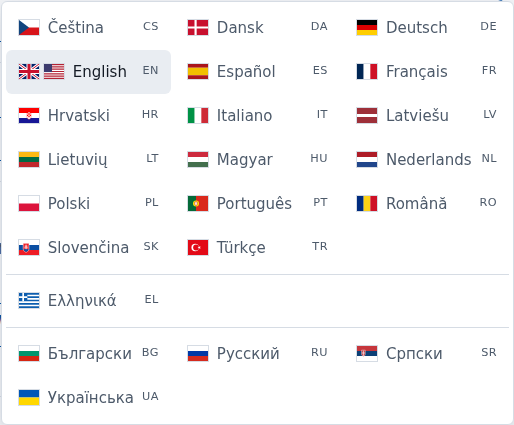 Čeština CS Dansk DA Deutsch DE
English EN Español ES Français FR
Hrvatski HR Italiano IT Latviešu LV
Lietuvių LT Magyar HU Nederlands NL
Polski PL Português PT Română RO
Slovenčina SK Türkçe TR
Ελληνικά EL
Български BG Русский RU Српски SR
Українська UA